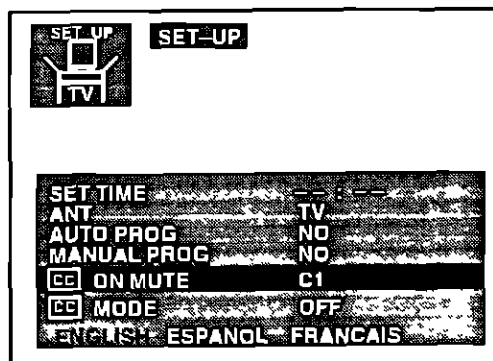 SET UP
SET-UP
TV
SET TIME --:--
ANT TV
AUTO PROG NO
MANUAL PROG NO
CC ON MUTE C1
CC MODE OFF
ENGLISH ESPANOL FRANCAIS